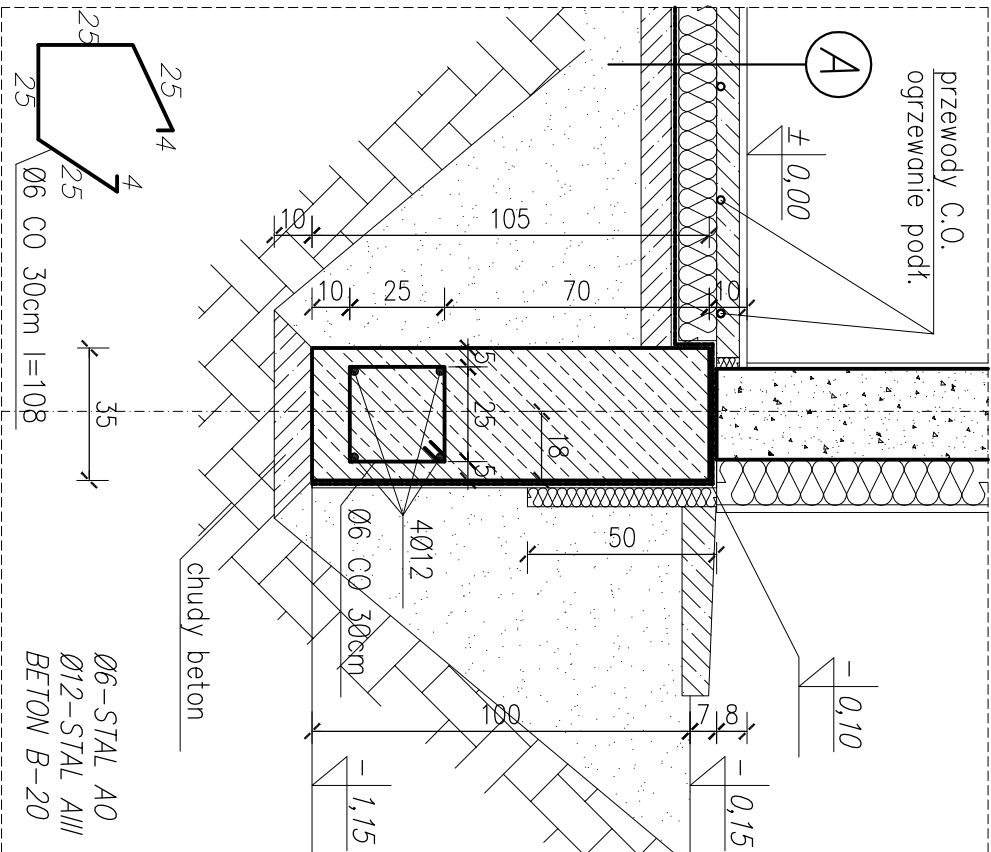 przewody C.O.
ogrzewanie podł.
A
± 0,00
10
105
10
25
70
10
5
25
5
18
35
50
100
7
8
- 0,10
- 0,15
- 1,15
4Ø12
Ø6 CO 30cm
chudy beton
25
25
25
25
4
4
Ø6 CO 30cm l=108
Ø6-STAL AO
Ø12-STAL AIII
BETON B-20